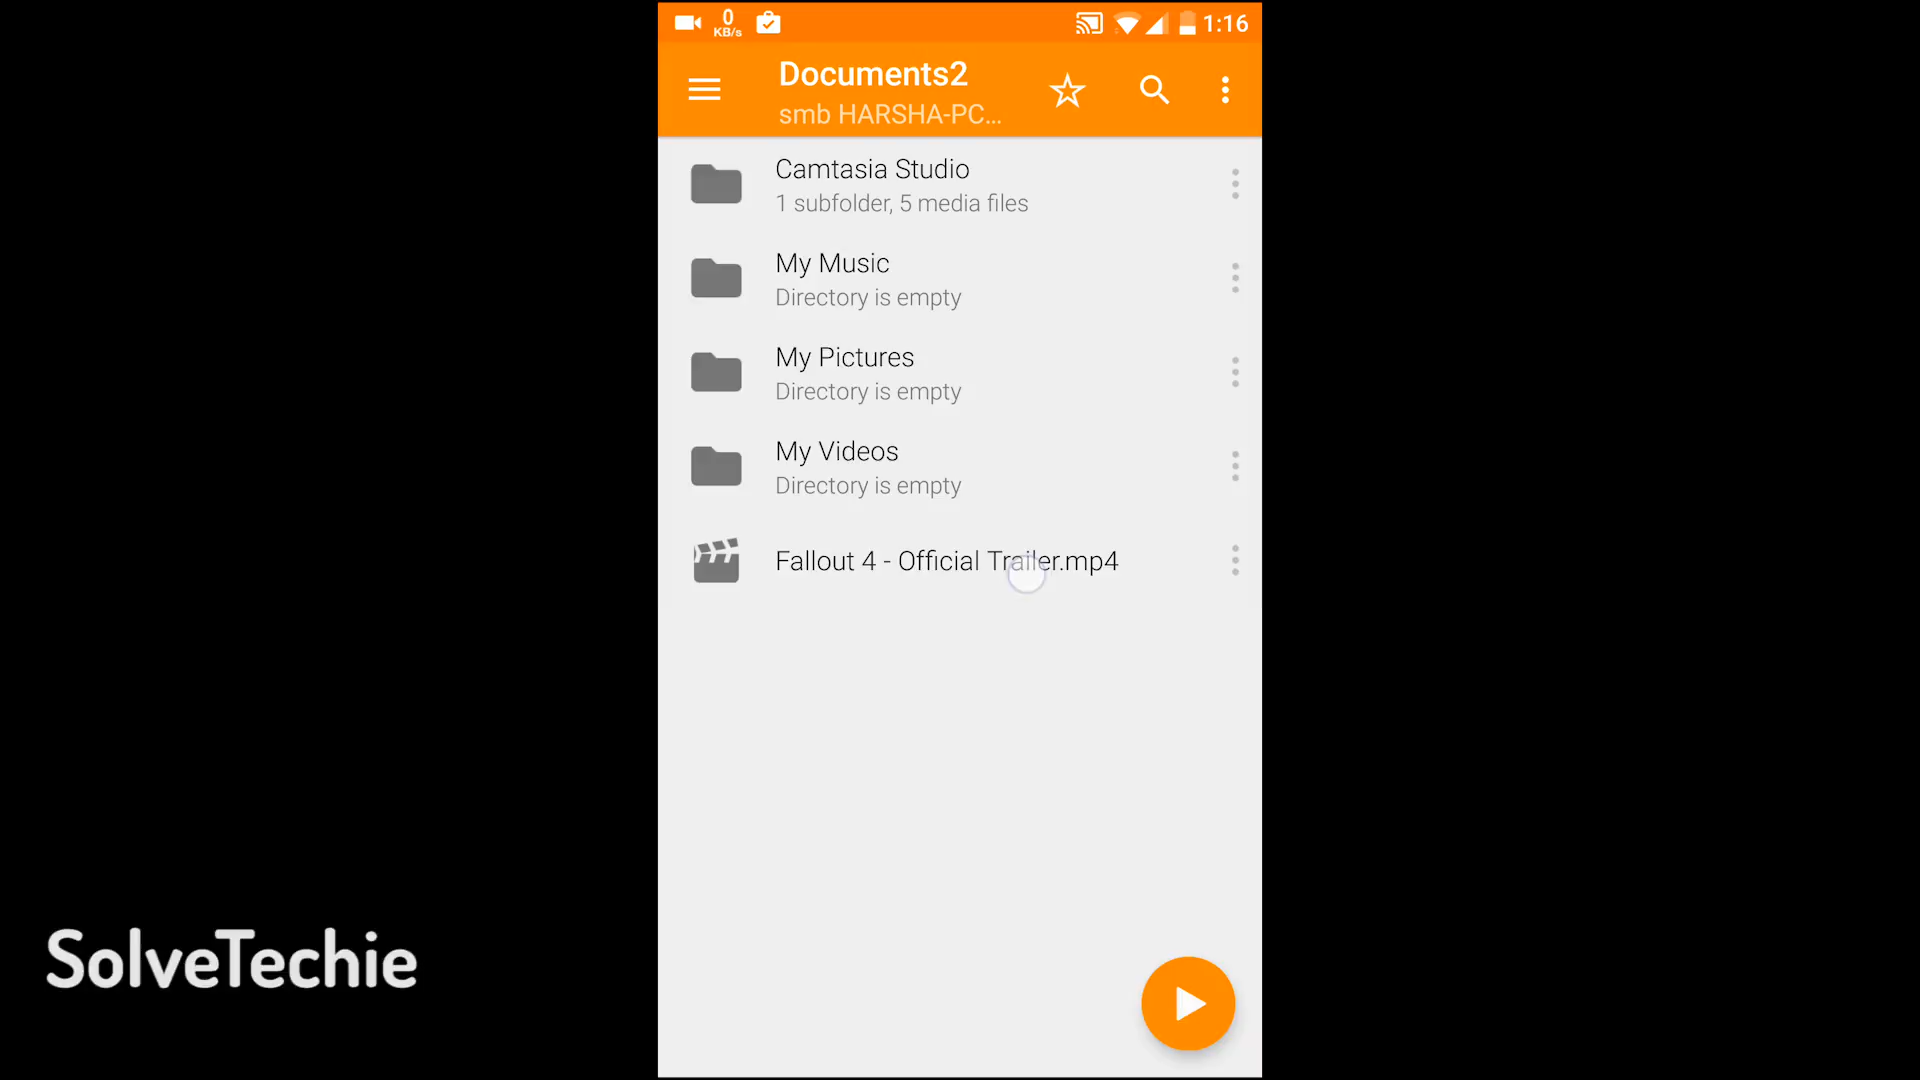 0
KB/s
1:16
Documents2
smb HARSHA-PC...
Camtasia Studio
1 subfolder, 5 media files
My Music
Directory is empty
My Pictures
Directory is empty
My Videos
Directory is empty
Fallout 4 - Official Trailer.mp4
SolveTechie